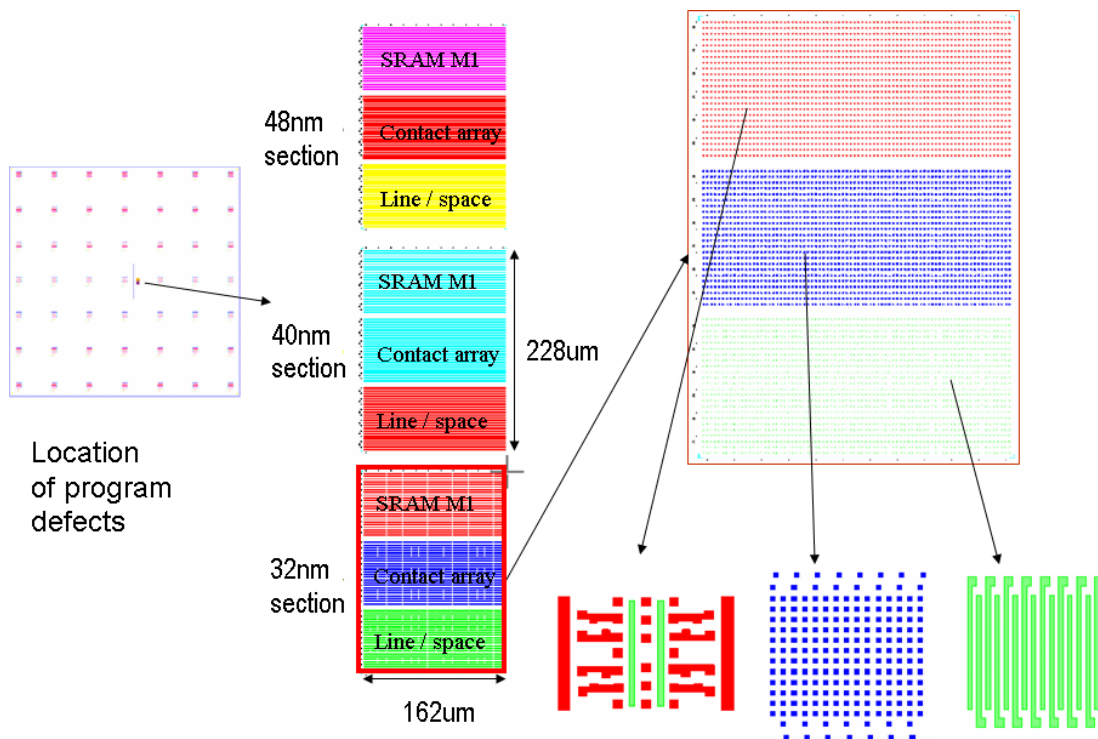 SRAM M1
48nm
section
Contact array
Line / space
SRAM M1
40nm
section
Contact array
228um
Line / space
Location
of program
defects
SRAM M1
32nm
section
Contact array
Line / space
162um